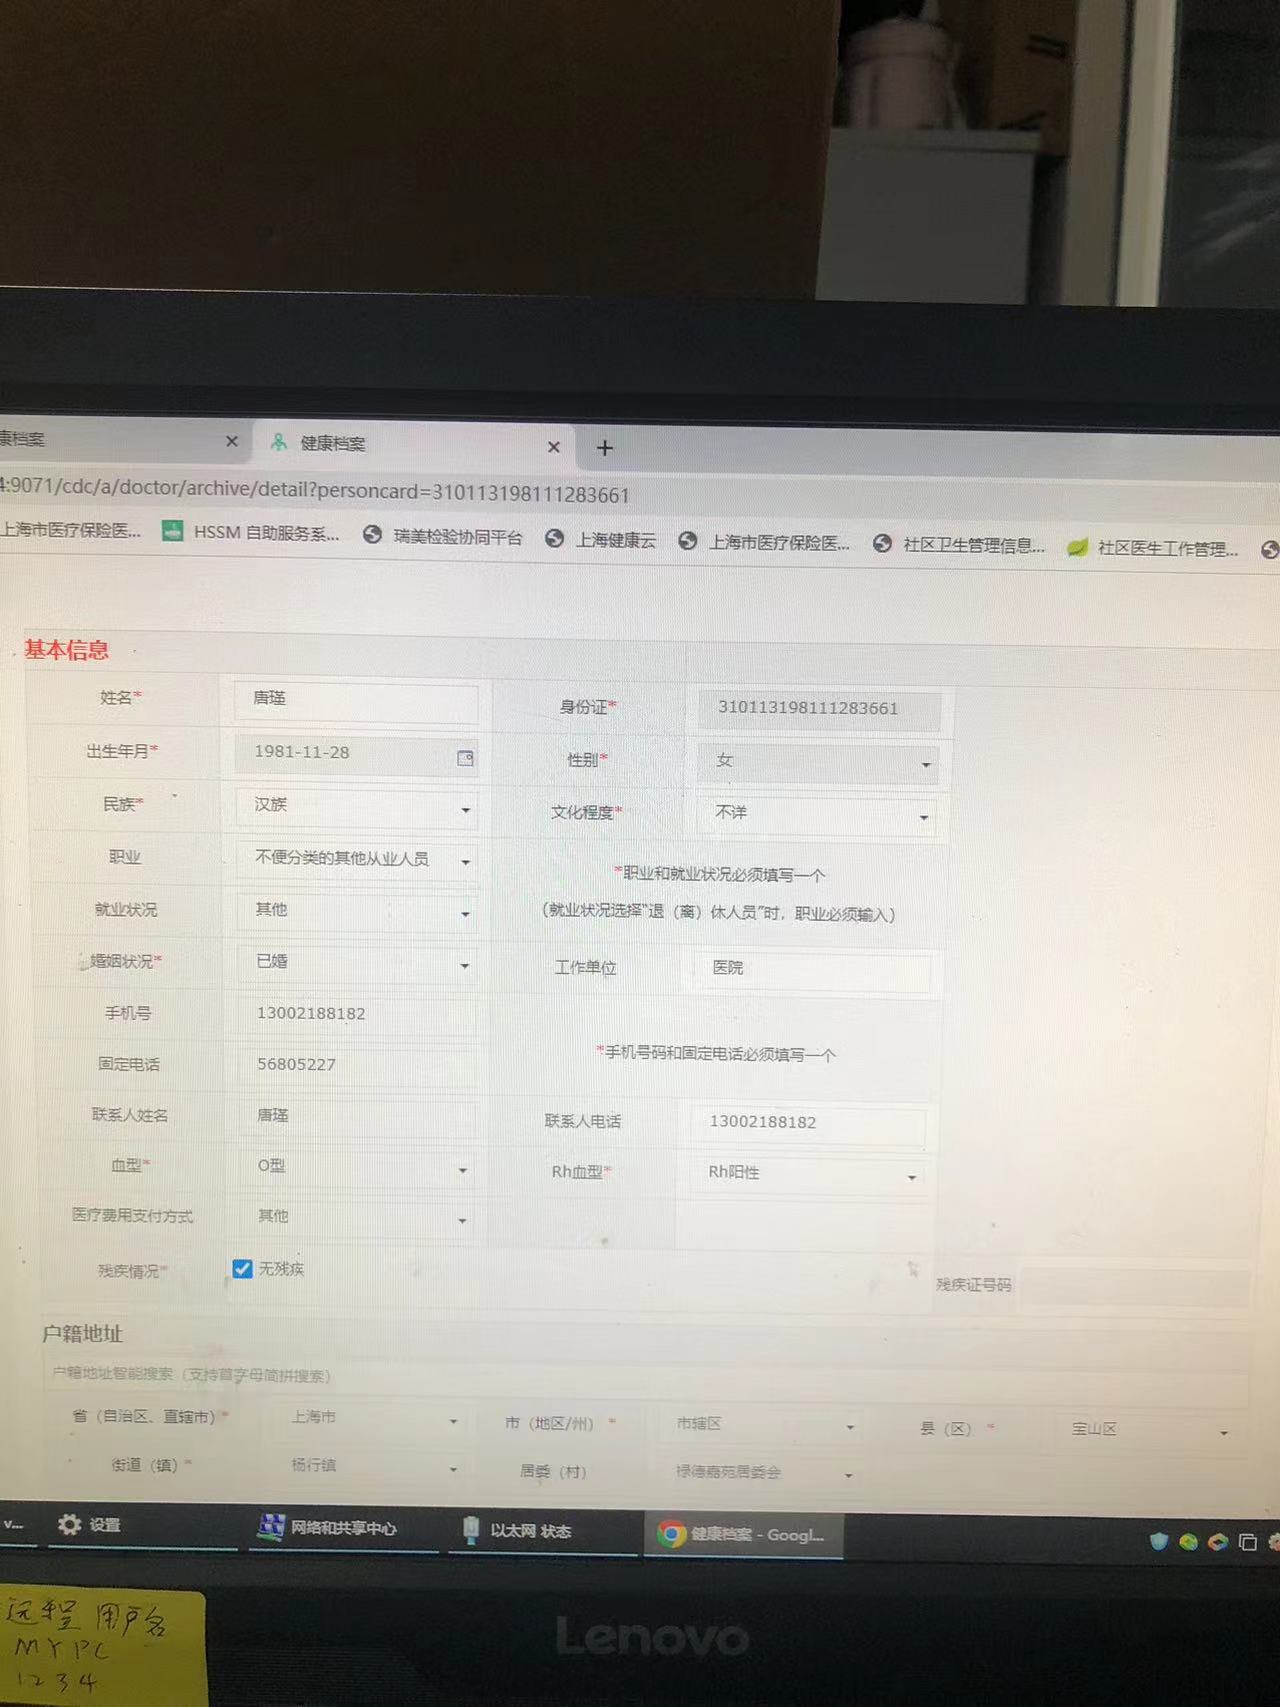 康档案 健康档案
4:9071/cdc/a/doctor/archive/detail?personcard=310113198111283661
上海市医疗保险医... HSSM 自助服务系... 瑞美检验协同平台 上海健康云 上海市医疗保险医... 社区卫生管理信息... 社区医生工作管理...
基本信息
姓名* 唐瑾 身份证* 310113198111283661
出生年月* 1981-11-28 性别* 女
民族* 汉族 文化程度* 不详
职业 不便分类的其他从业人员 *职业和就业状况必须填写一个
就业状况 其他 (就业状况选择"退（离）休人员"时，职业必须输入)
婚姻状况* 已婚 工作单位 医院
手机号 13002188182
*手机号码和固定电话必须填写一个
固定电话 56805227
联系人姓名 唐瑾 联系人电话 13002188182
血型* O型 Rh血型* Rh阳性
医疗费用支付方式 其他
残疾情况* 无残疾 残疾证号码
户籍地址
户籍地址智能搜索（支持首字母简拼搜索）
省（自治区、直辖市）* 上海市 市（地区/州）* 市辖区 县（区）* 宝山区
街道（镇）* 杨行镇 居委（村） 禄德嘉苑居委会
v... 设置 网络和共享中心 以太网 状态 健康档案 - Googl...
远程 用户名
MYPC
1234
Lenovo